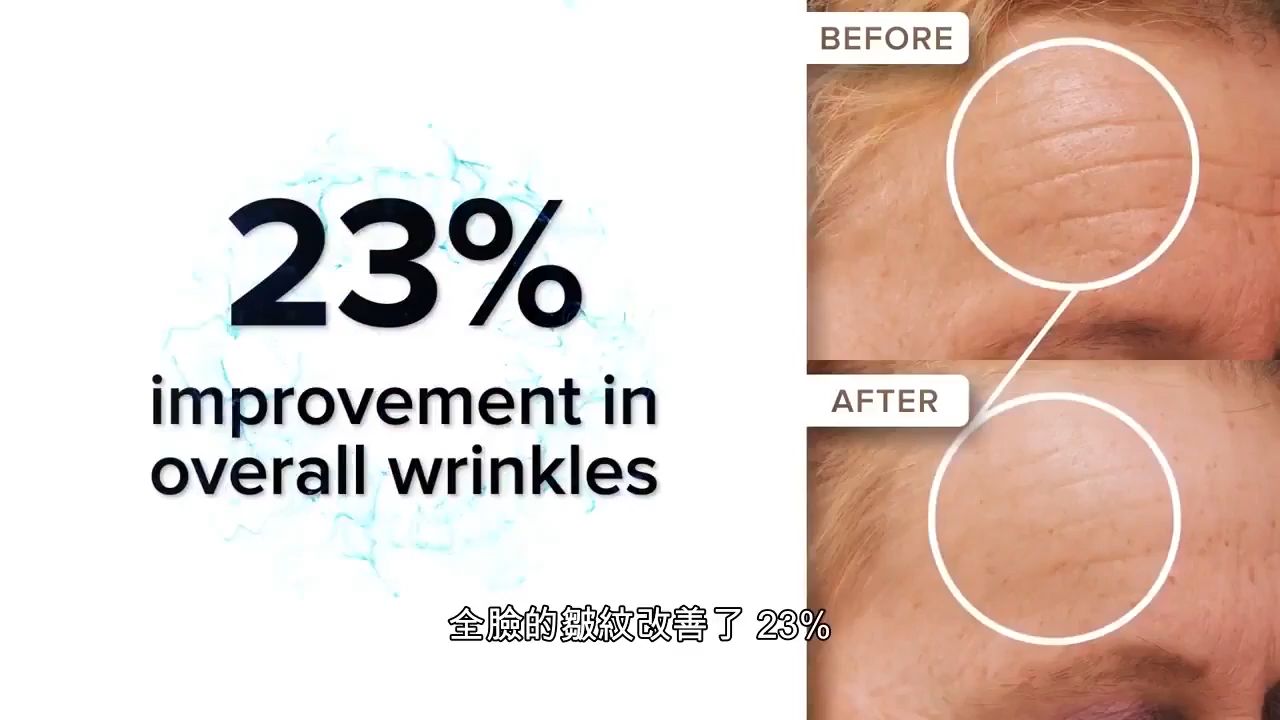 23%
improvement in
overall wrinkles
BEFORE
AFTER
全臉的皺紋改善了 23%